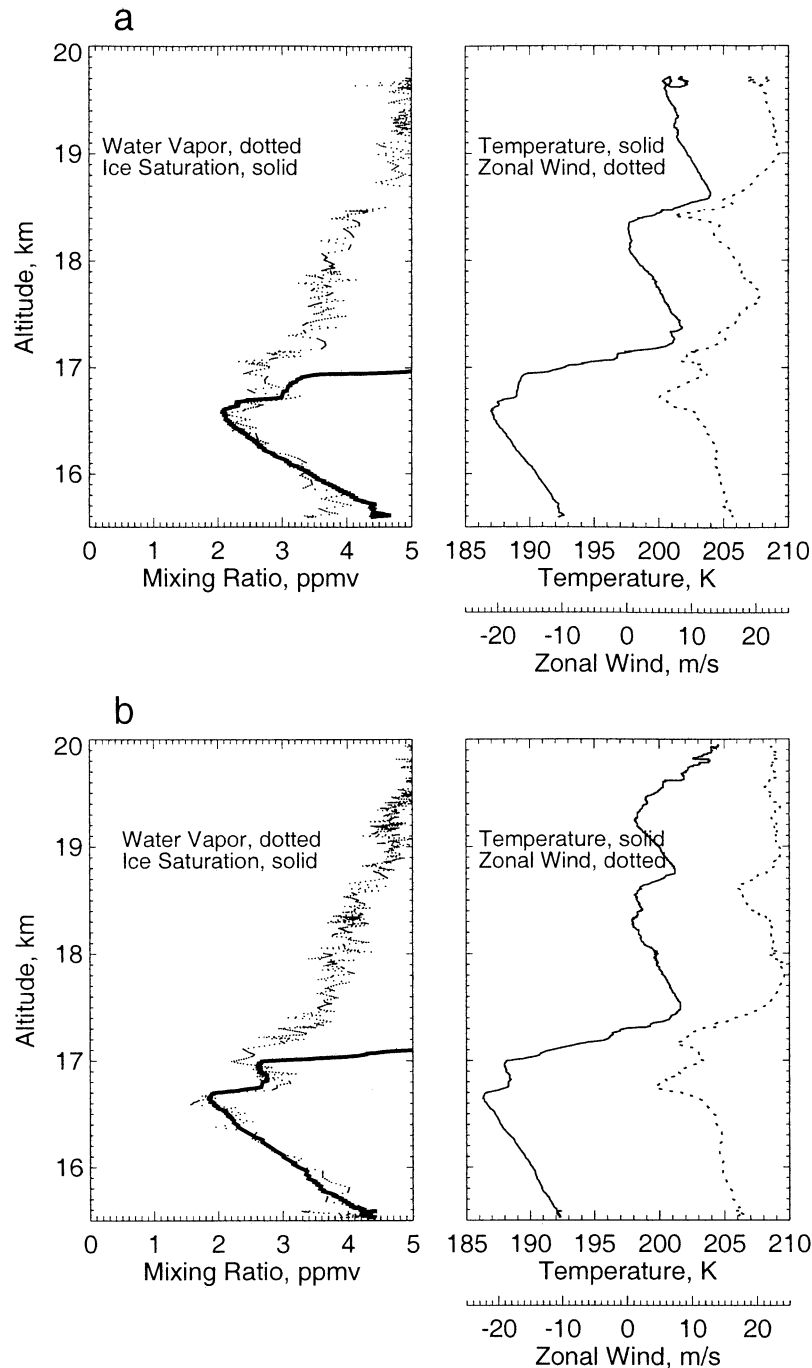 a
20
19
18
17
16
Altitude, km
Water Vapor, dotted
Ice Saturation, solid
0 1 2 3 4 5
Mixing Ratio, ppmv
Temperature, solid
Zonal Wind, dotted
185 190 195 200 205 210
Temperature, K
-20 -10 0 10 20
Zonal Wind, m/s
b
20
19
18
17
16
Altitude, km
Water Vapor, dotted
Ice Saturation, solid
0 1 2 3 4 5
Mixing Ratio, ppmv
Temperature, solid
Zonal Wind, dotted
185 190 195 200 205 210
Temperature, K
-20 -10 0 10 20
Zonal Wind, m/s